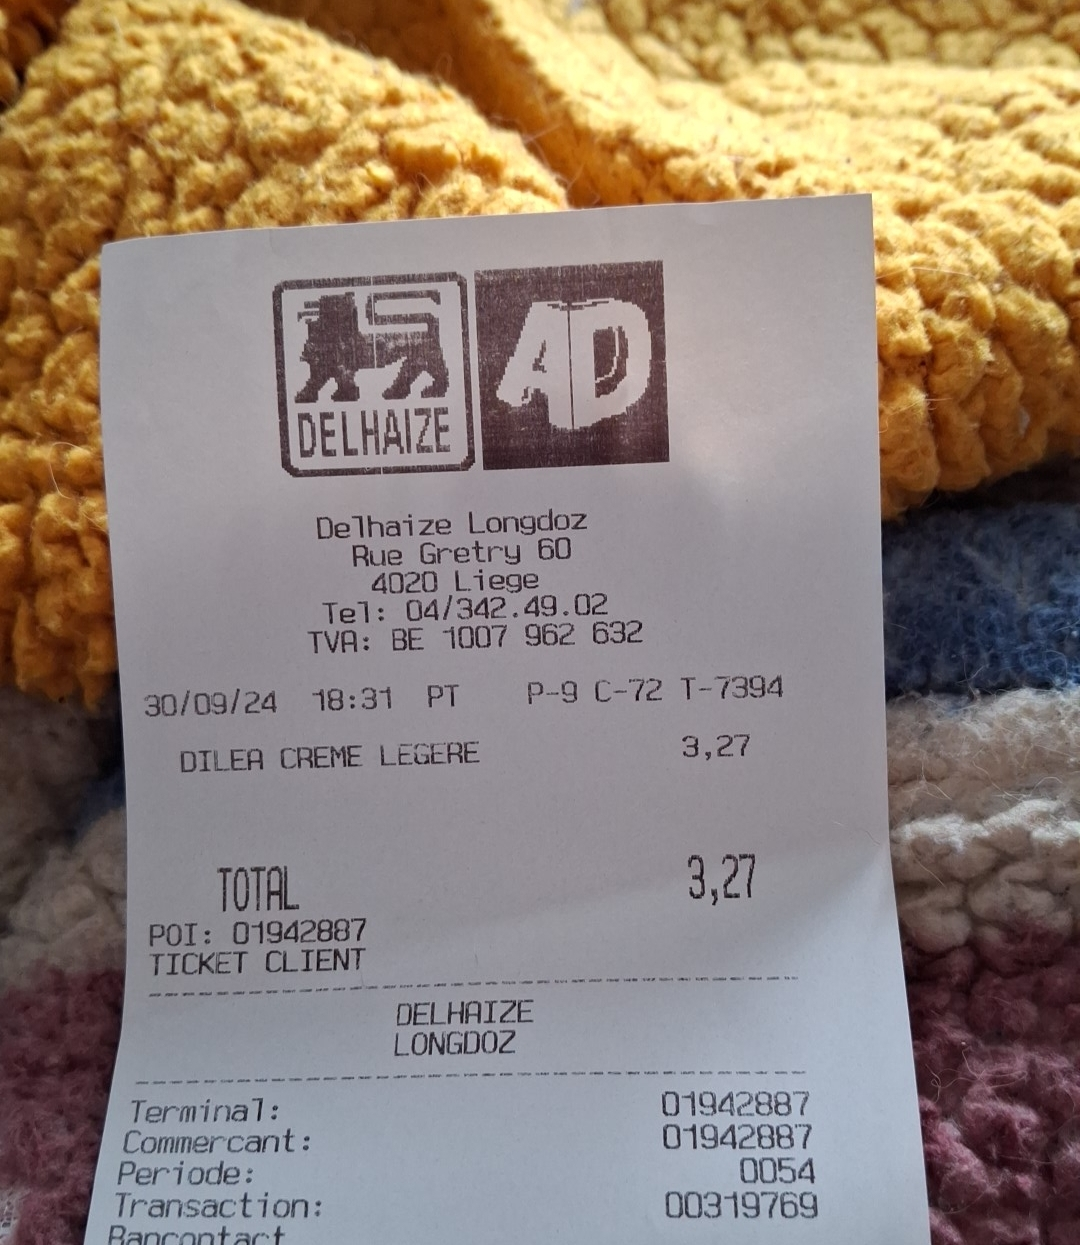 DELHAIZE
AD
Delhaize Longdoz
Rue Gretry 60
4020 Liege
Tel: 04/342.49.02
TVA: BE 1007 962 632
30/09/24 18:31 PT P-9 C-72 T-7394
DILEA CREME LEGERE 3,27
TOTAL 3,27
POI: 01942887
TICKET CLIENT
DELHAIZE
LONGDOZ
Terminal: 01942887
Commercant: 01942887
Periode: 0054
Transaction: 00319769
Bancontact